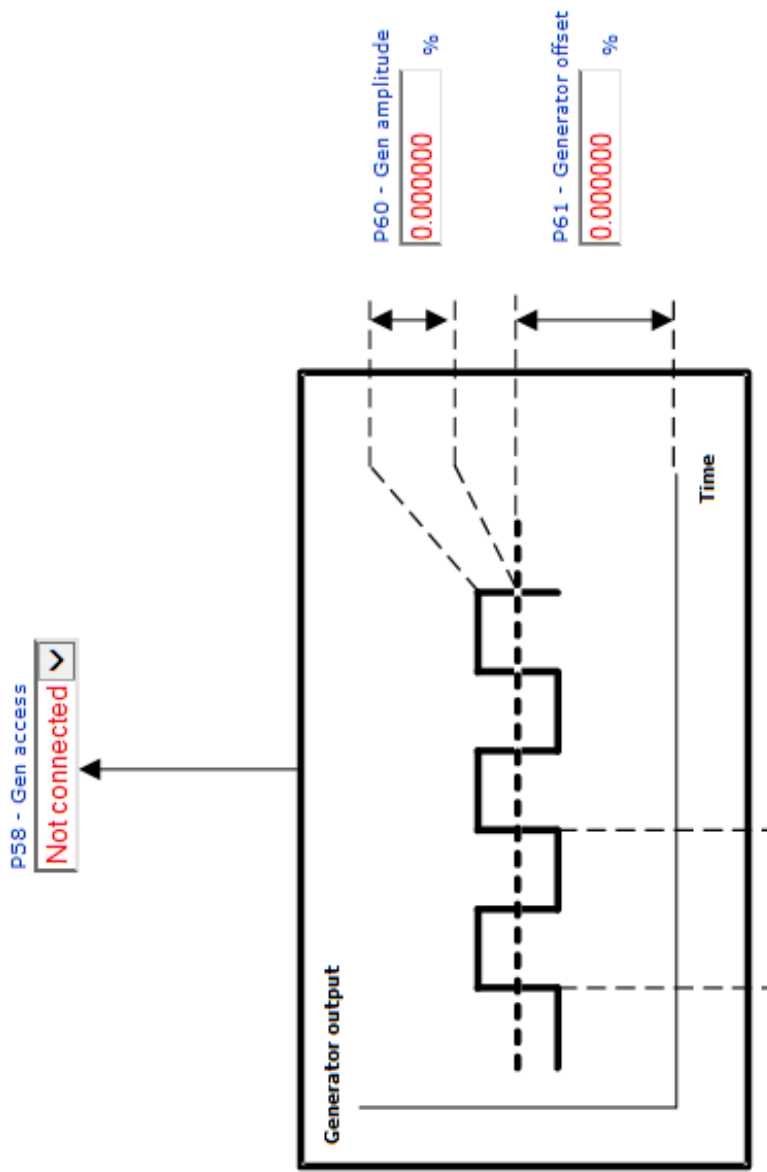 P58 - Gen access
Not connected
Generator output
Time
P60 - Gen amplitude
0.000000 %
P61 - Generator offset
0.000000 %